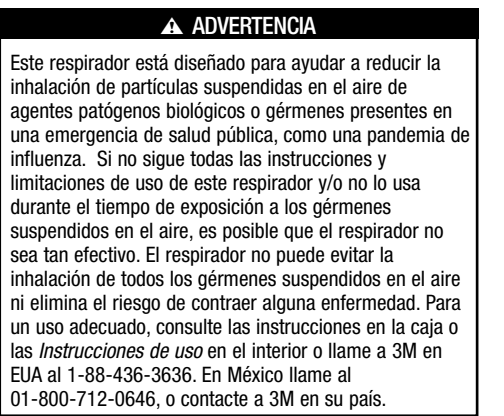 ⚠ ADVERTENCIA
Este respirador está diseñado para ayudar a reducir la
inhalación de partículas suspendidas en el aire de
agentes patógenos biológicos o gérmenes presentes en
una emergencia de salud pública, como una pandemia de
influenza.  Si no sigue todas las instrucciones y
limitaciones de uso de este respirador y/o no lo usa
durante el tiempo de exposición a los gérmenes
suspendidos en el aire, es posible que el respirador no
sea tan efectivo. El respirador no puede evitar la
inhalación de todos los gérmenes suspendidos en el aire
ni elimina el riesgo de contraer alguna enfermedad. Para
un uso adecuado, consulte las instrucciones en la caja o
las Instrucciones de uso en el interior o llame a 3M en
EUA al 1-88-436-3636. En México llame al
01-800-712-0646, o contacte a 3M en su país.